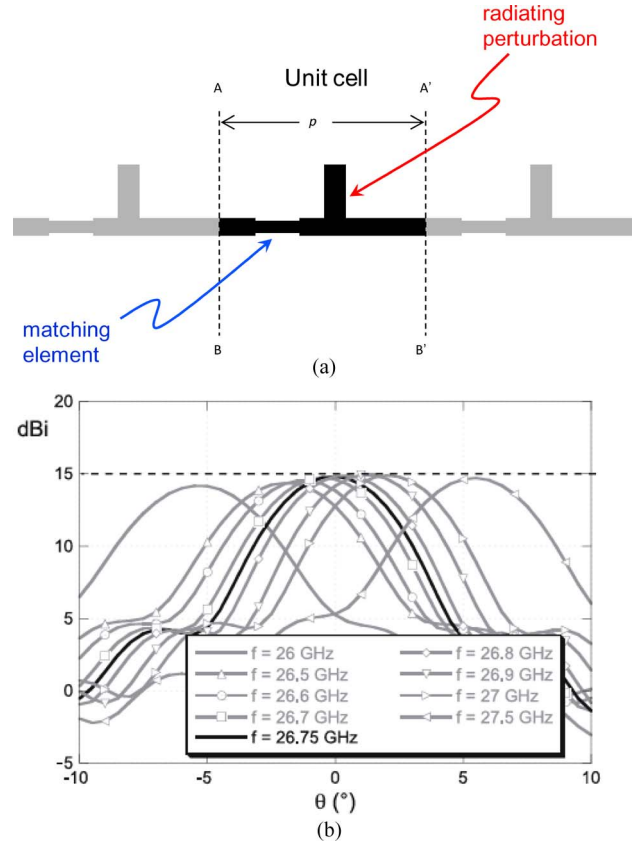 radiating
perturbation
Unit cell
A
A'
p
matching
element
B
B'
(a)
20
dBi
15
10
5
0
-5
f = 26 GHz
f = 26.5 GHz
f = 26.6 GHz
f = 26.7 GHz
f = 26.75 GHz
f = 26.8 GHz
f = 26.9 GHz
f = 27 GHz
f = 27.5 GHz
-10
-5
0
5
10
θ (°)
(b)